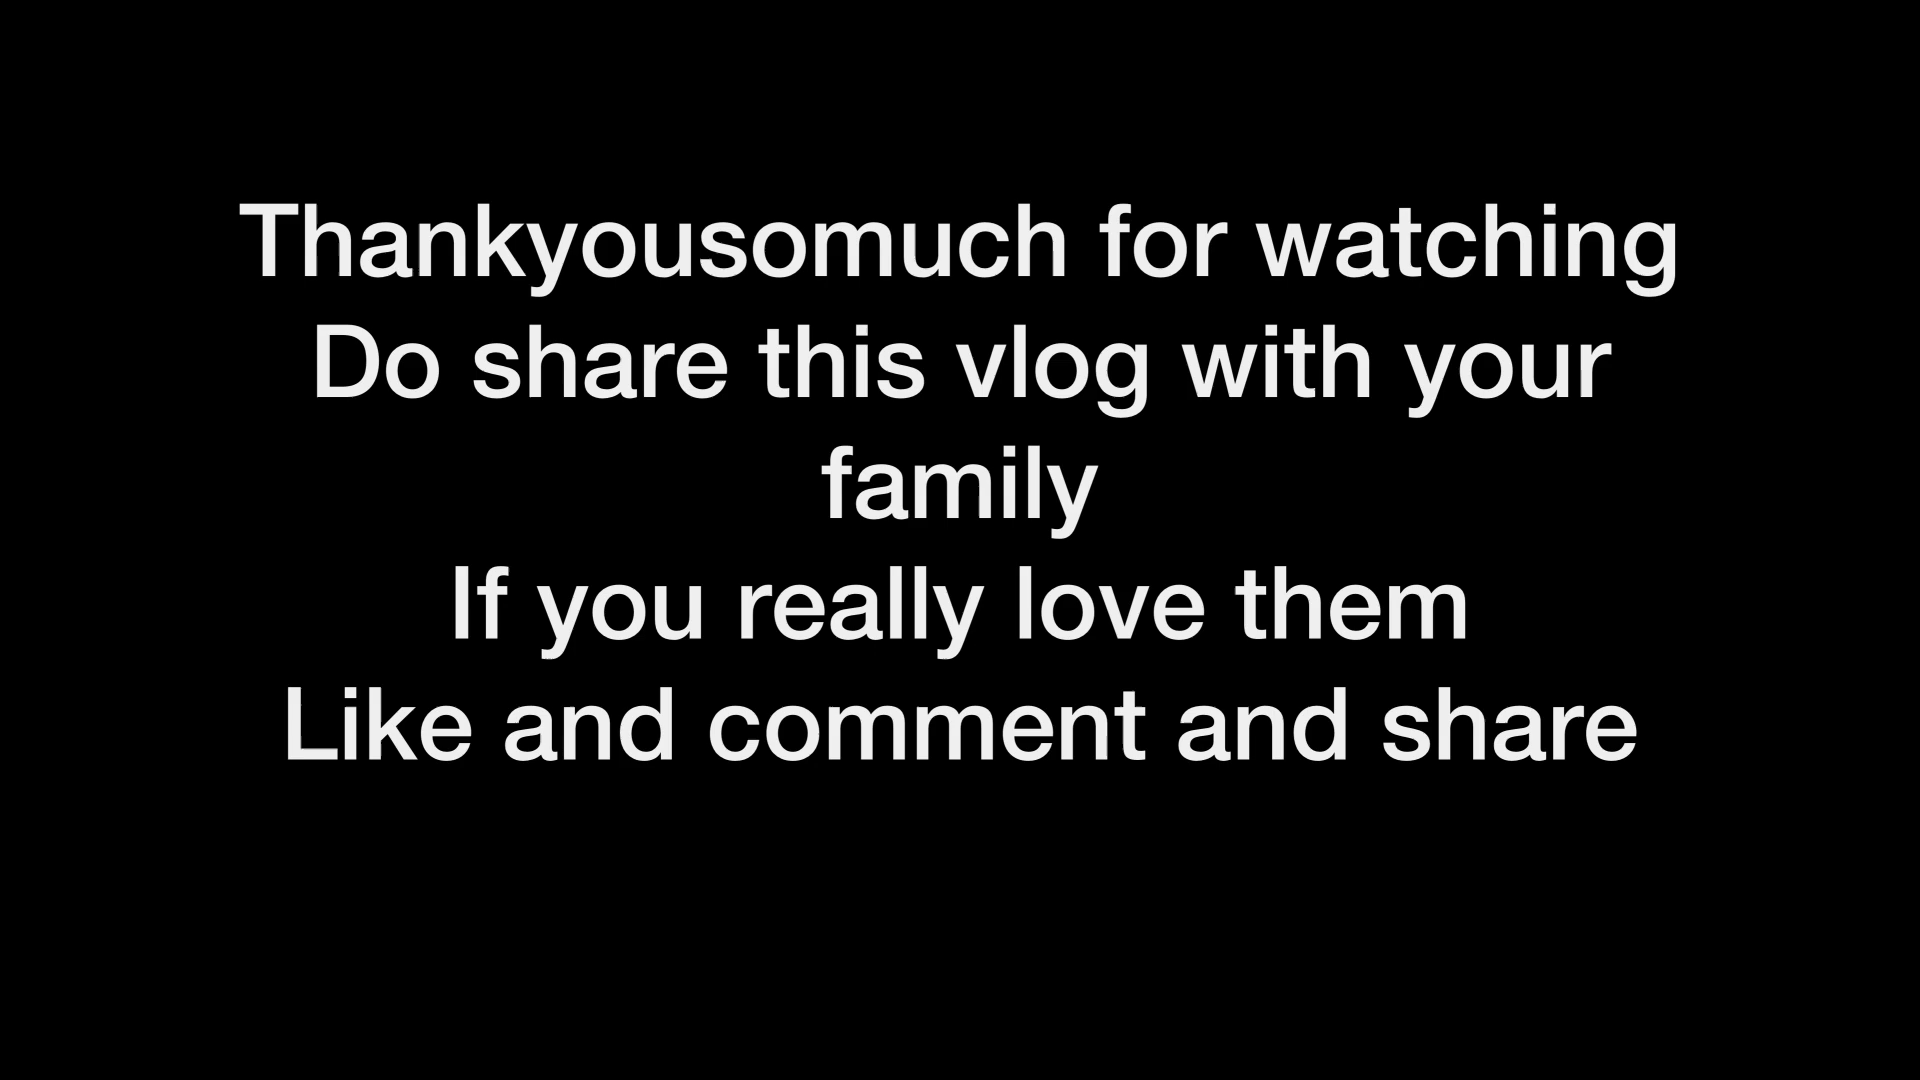 Thankyousomuch for watching
Do share this vlog with your
family
If you really love them
Like and comment and share